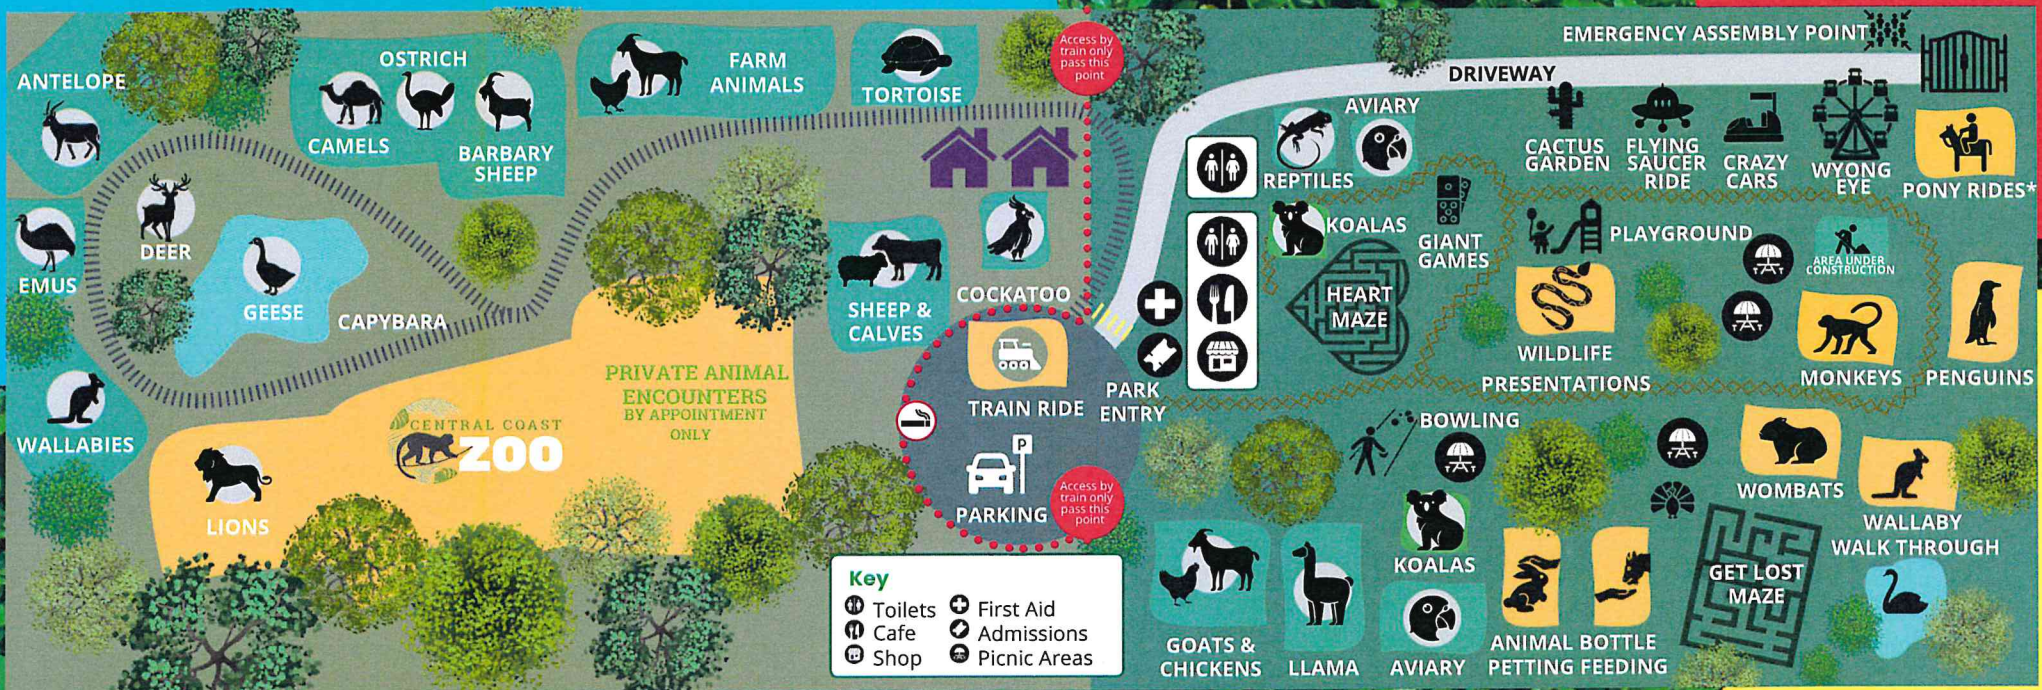 ANTELOPE
OSTRICH
CAMELS
BARBARY
SHEEP
FARM
ANIMALS
TORTOISE
Access by
train only
pass this
point
EMERGENCY ASSEMBLY POINT
DRIVEWAY
AVIARY
REPTILES
CACTUS
GARDEN
FLYING
SAUCER
RIDE
CRAZY
CARS
WYONG
EYE
PONY RIDES*
EMUS
DEER
GEESE
CAPYBARA
SHEEP &
CALVES
COCKATOO
KOALAS
GIANT
GAMES
PLAYGROUND
AREA UNDER
CONSTRUCTION
HEART
MAZE
WILDLIFE
PRESENTATIONS
MONKEYS
PENGUINS
WALLABIES
LIONS
CENTRAL COAST
ZOO
PRIVATE ANIMAL
ENCOUNTERS
BY APPOINTMENT
ONLY
TRAIN RIDE
PARK
ENTRY
P
PARKING
Access by
train only
pass this
point
BOWLING
KOALAS
WOMBATS
WALLABY
WALK THROUGH
GET LOST
MAZE
GOATS &
CHICKENS
LLAMA
AVIARY
ANIMAL
PETTING
BOTTLE
FEEDING
Key
Toilets
Cafe
Shop
First Aid
Admissions
Picnic Areas